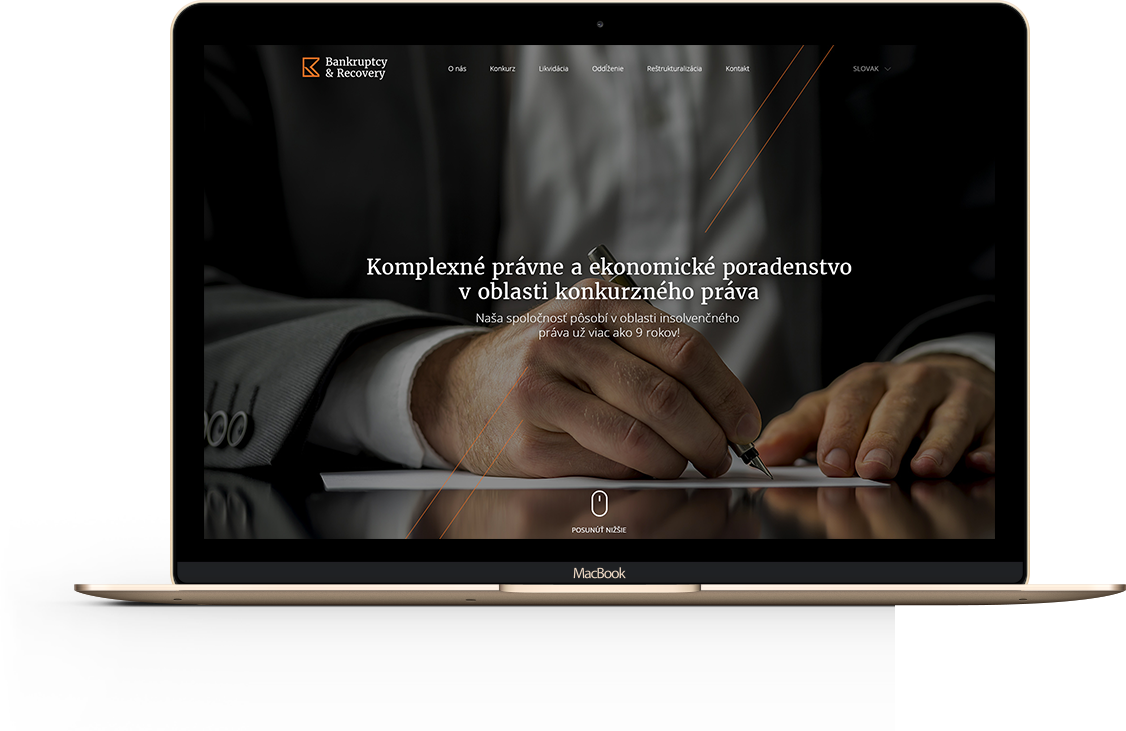 Bankruptcy
& Recovery
O nás Konkurz Likvidácia Oddĺženie Reštrukturalizácia Kontakt SLOVAK
Komplexné právne a ekonomické poradenstvo
v oblasti konkurzného práva
Naša spoločnosť pôsobí v oblasti insolvenčného
práva už viac ako 9 rokov!
POSUNÚŤ NIŽŠIE
MacBook